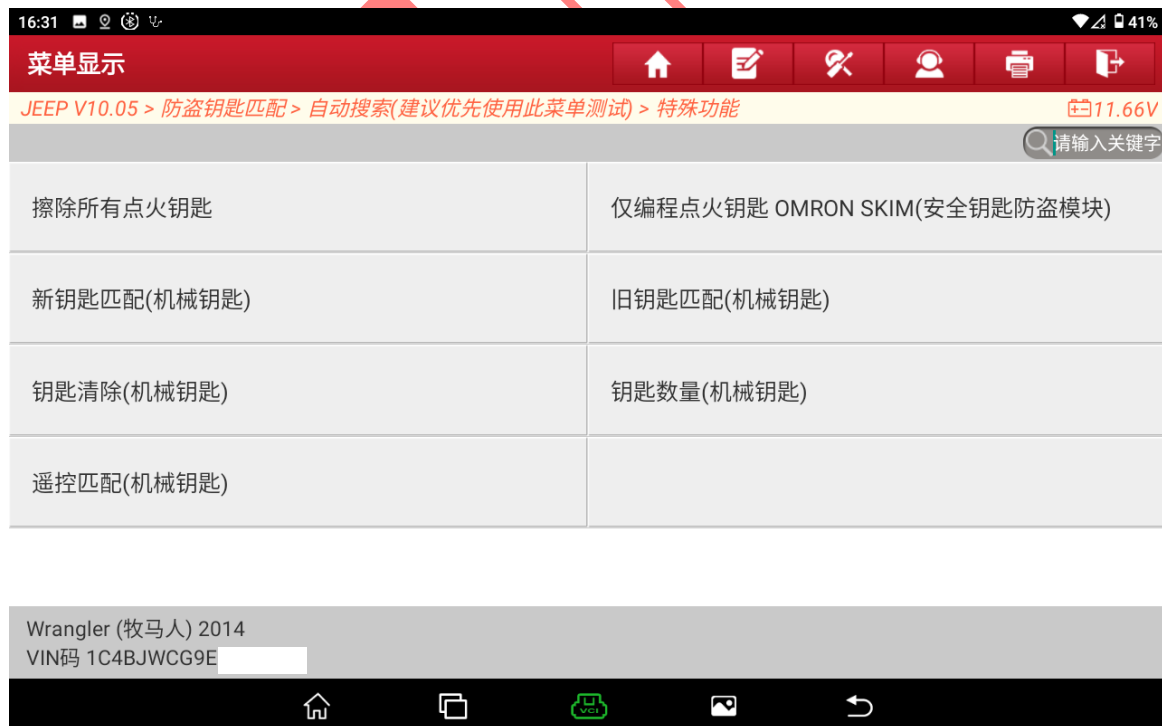 16:31
41%
菜单显示
JEEP V10.05 > 防盗钥匙匹配 > 自动搜索(建议优先使用此菜单测试) > 特殊功能
11.66V
请输入关键字
擦除所有点火钥匙
仅编程点火钥匙 OMRON SKIM(安全钥匙防盗模块)
新钥匙匹配(机械钥匙)
旧钥匙匹配(机械钥匙)
钥匙清除(机械钥匙)
钥匙数量(机械钥匙)
遥控匹配(机械钥匙)
Wrangler (牧马人) 2014
VIN码 1C4BJWCG9E
VCI